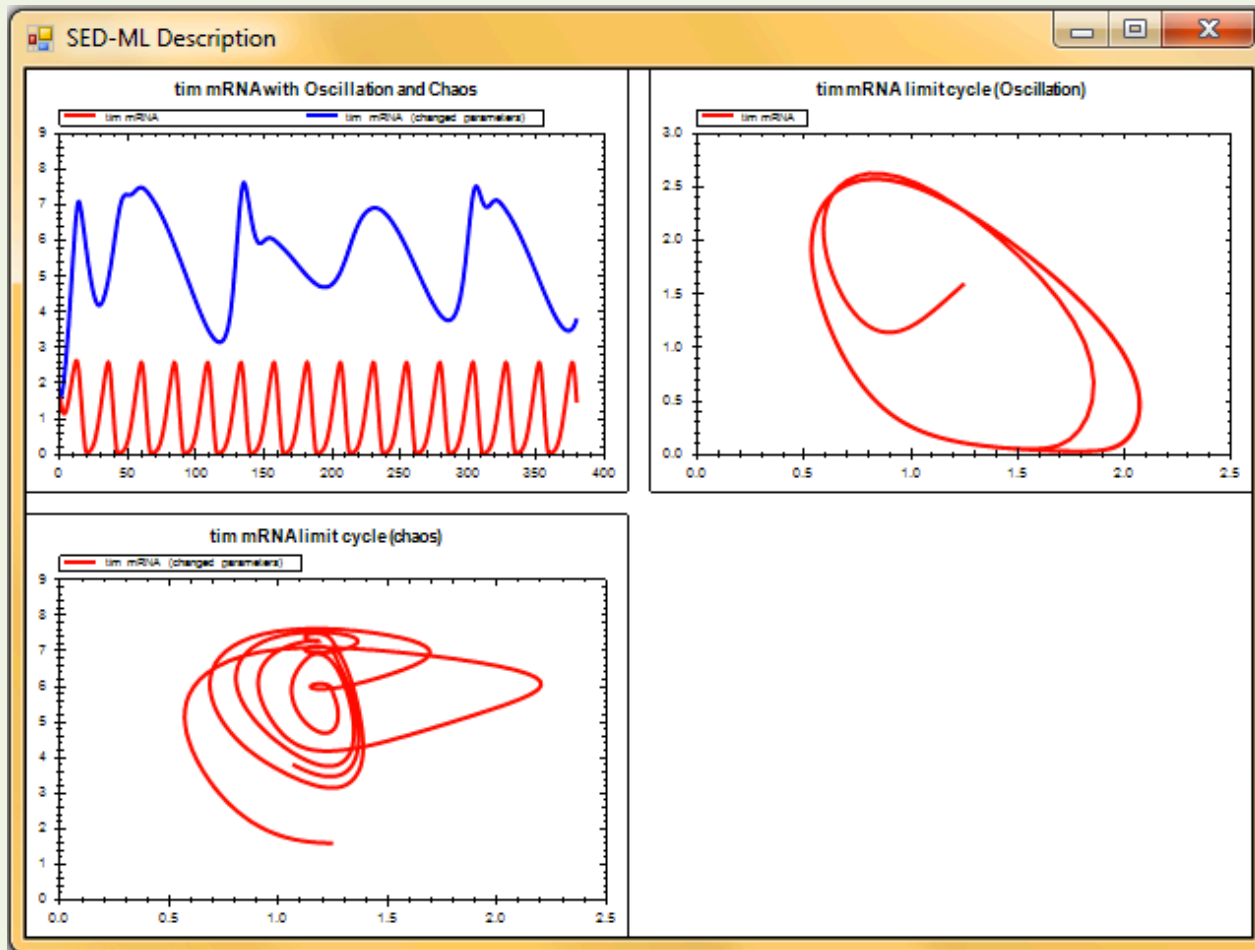 SED-ML Description
tim mRNA with Oscillation and Chaos
tim mRNA
tim mRNA (changed parameters)
9
8
7
6
5
4
3
2
1
0
0 50 100 150 200 250 300 350 400
tim mRNA limit cycle (Oscillation)
tim mRNA
3.0
2.5
2.0
1.5
1.0
0.5
0.0
0.0 0.5 1.0 1.5 2.0 2.5
tim mRNA limit cycle (chaos)
tim mRNA (changed parameters)
9
8
7
6
5
4
3
2
1
0
0.0 0.5 1.0 1.5 2.0 2.5